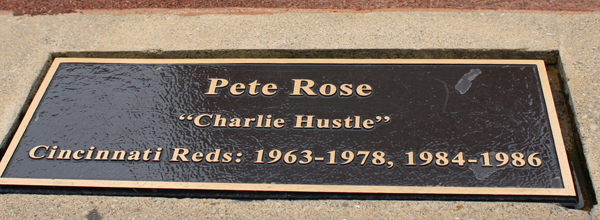 Pete Rose
“Charlie Hustle”
Cincinnati Reds: 1963-1978, 1984-1986